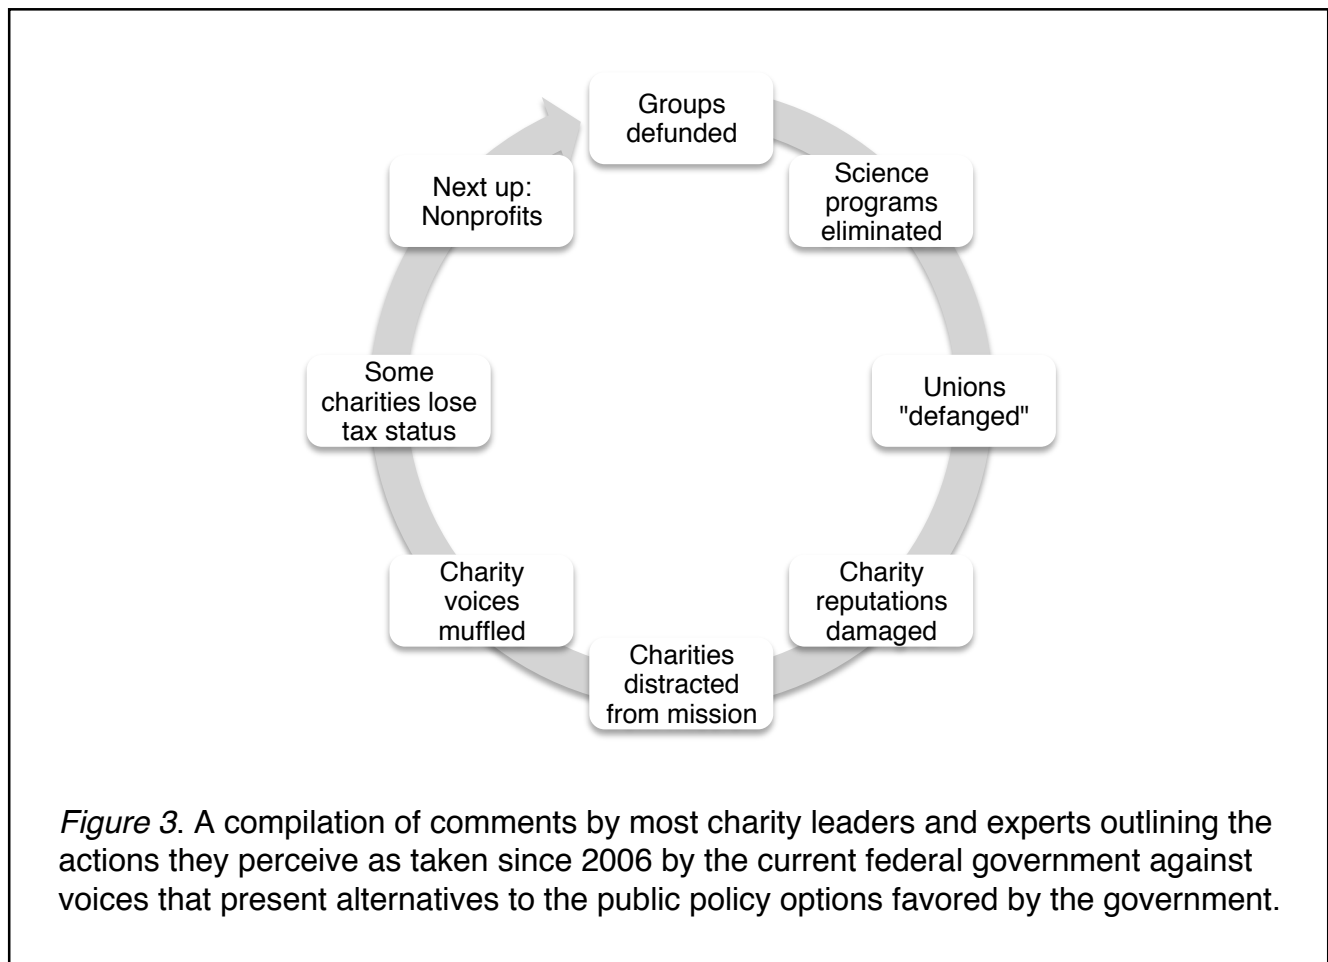 Groups
defunded
Science
programs
eliminated
Unions
"defanged"
Charity
reputations
damaged
Charities
distracted
from mission
Charity
voices
muffled
Some
charities lose
tax status
Next up:
Nonprofits
Figure 3. A compilation of comments by most charity leaders and experts outlining the
actions they perceive as taken since 2006 by the current federal government against
voices that present alternatives to the public policy options favored by the government.